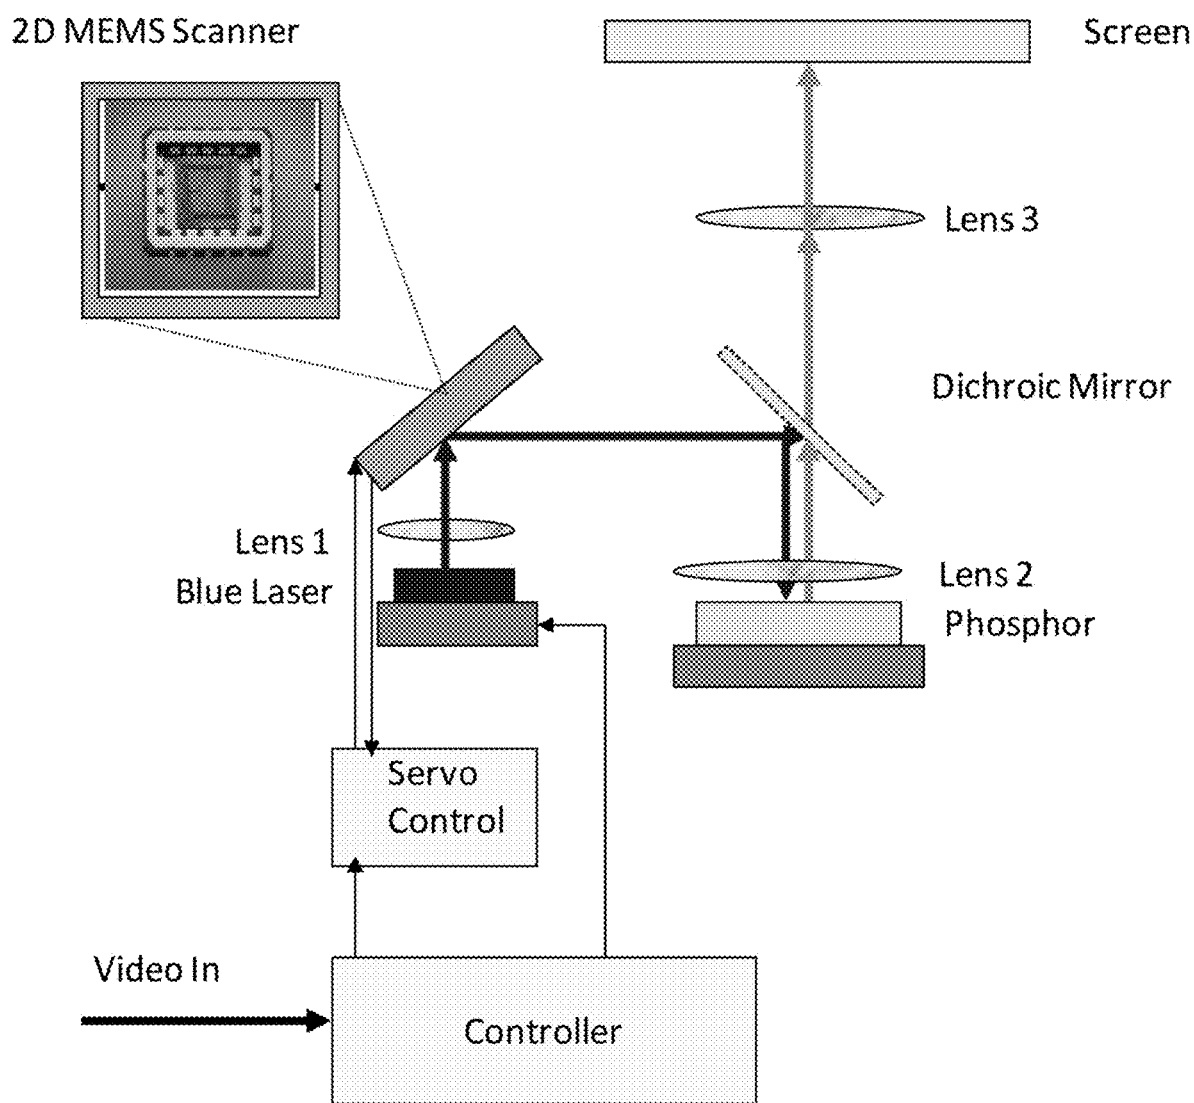 2D MEMS Scanner
Screen
Lens 3
Dichroic Mirror
Lens 1
Blue Laser
Lens 2
Phosphor
Servo
Control
Video In
Controller